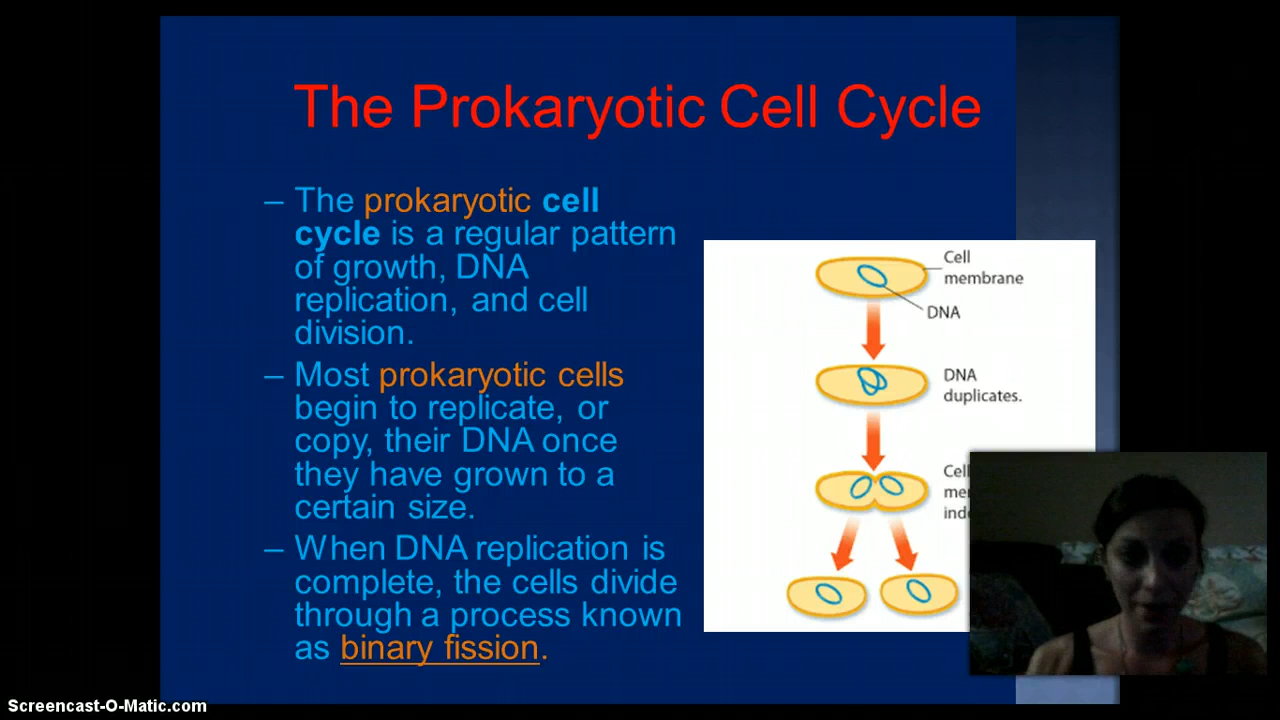 The Prokaryotic Cell Cycle
– The prokaryotic cell
cycle is a regular pattern
of growth, DNA
replication, and cell
division.
– Most prokaryotic cells
begin to replicate, or
copy, their DNA once
they have grown to a
certain size.
– When DNA replication is
complete, the cells divide
through a process known
as binary fission.
Cell
membrane
DNA
DNA
duplicates.
Cell
Screencast-O-Matic.com